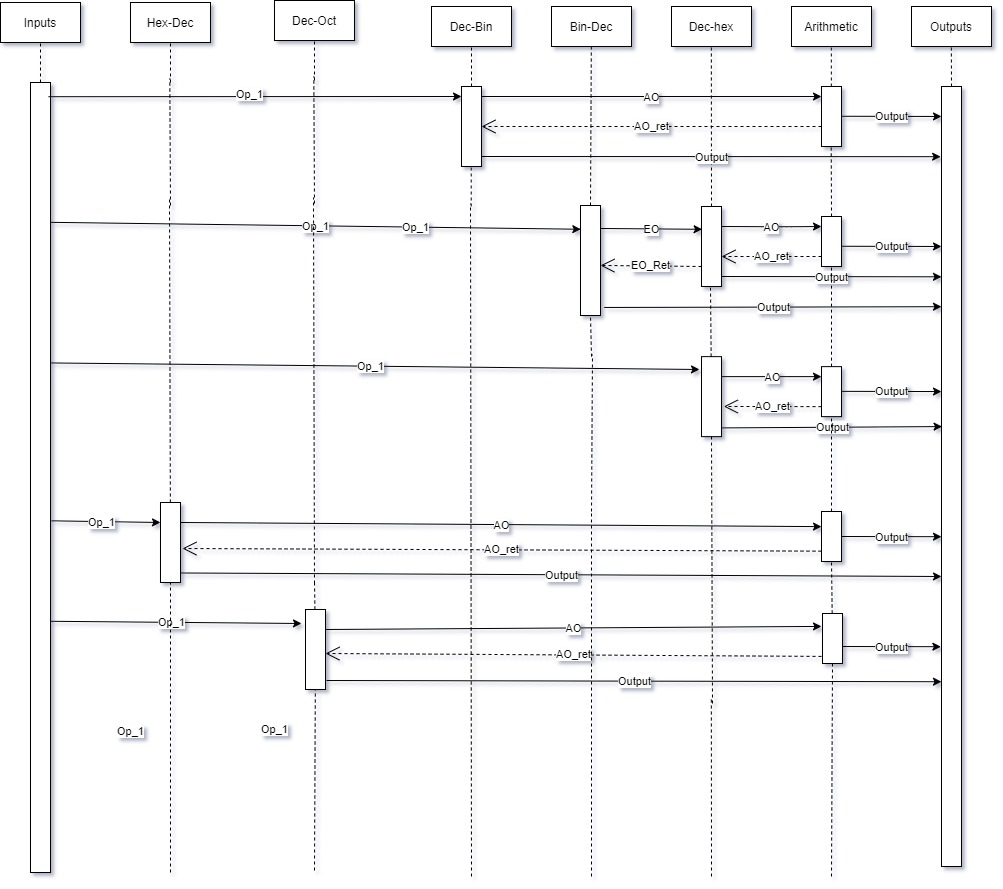 Inputs
Hex-Dec
Dec-Oct
Dec-Bin
Bin-Dec
Dec-hex
Arithmetic
Outputs
Op_1
AO
Output
AO_ret
Output
Op_1
Op_1
EO
AO
Output
AO_ret
EO_Ret
Output
Output
Op_1
AO
Output
AO_ret
Output
Op_1
AO
Output
AO_ret
Output
Op_1
AO
Output
AO_ret
Output
Op_1
Op_1